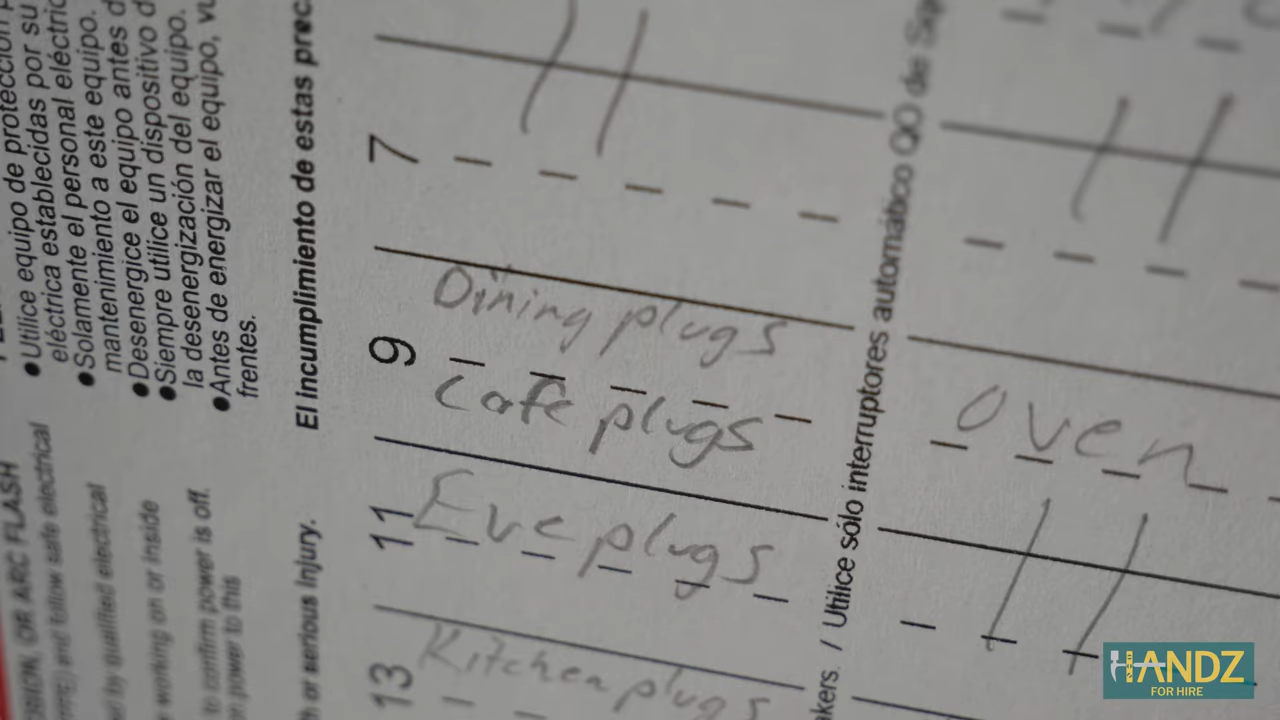 ● Utilice equipo de protección
eléctrica establecidas por su
● Solamente el personal eléctric
mantenimiento a este equipo.
● Desenergice el equipo antes d
● Siempre utilice un dispositivo d
la desenergización del equipo.
● Antes de energizar el equipo, vu
frentes.
El incumplimiento de estas prec
OR ARC FLASH
and follow safe electrical
by qualified electrical
working on or inside
to confirm power is off.
power to this
h or serious injury.
7
9
Dining plugs
Cafe plugs
11
Eve plugs
13
Kitchen plugs
kers. / Utilice sólo interruptores automático QO de Sq
Oven
HANDZ
FOR HIRE